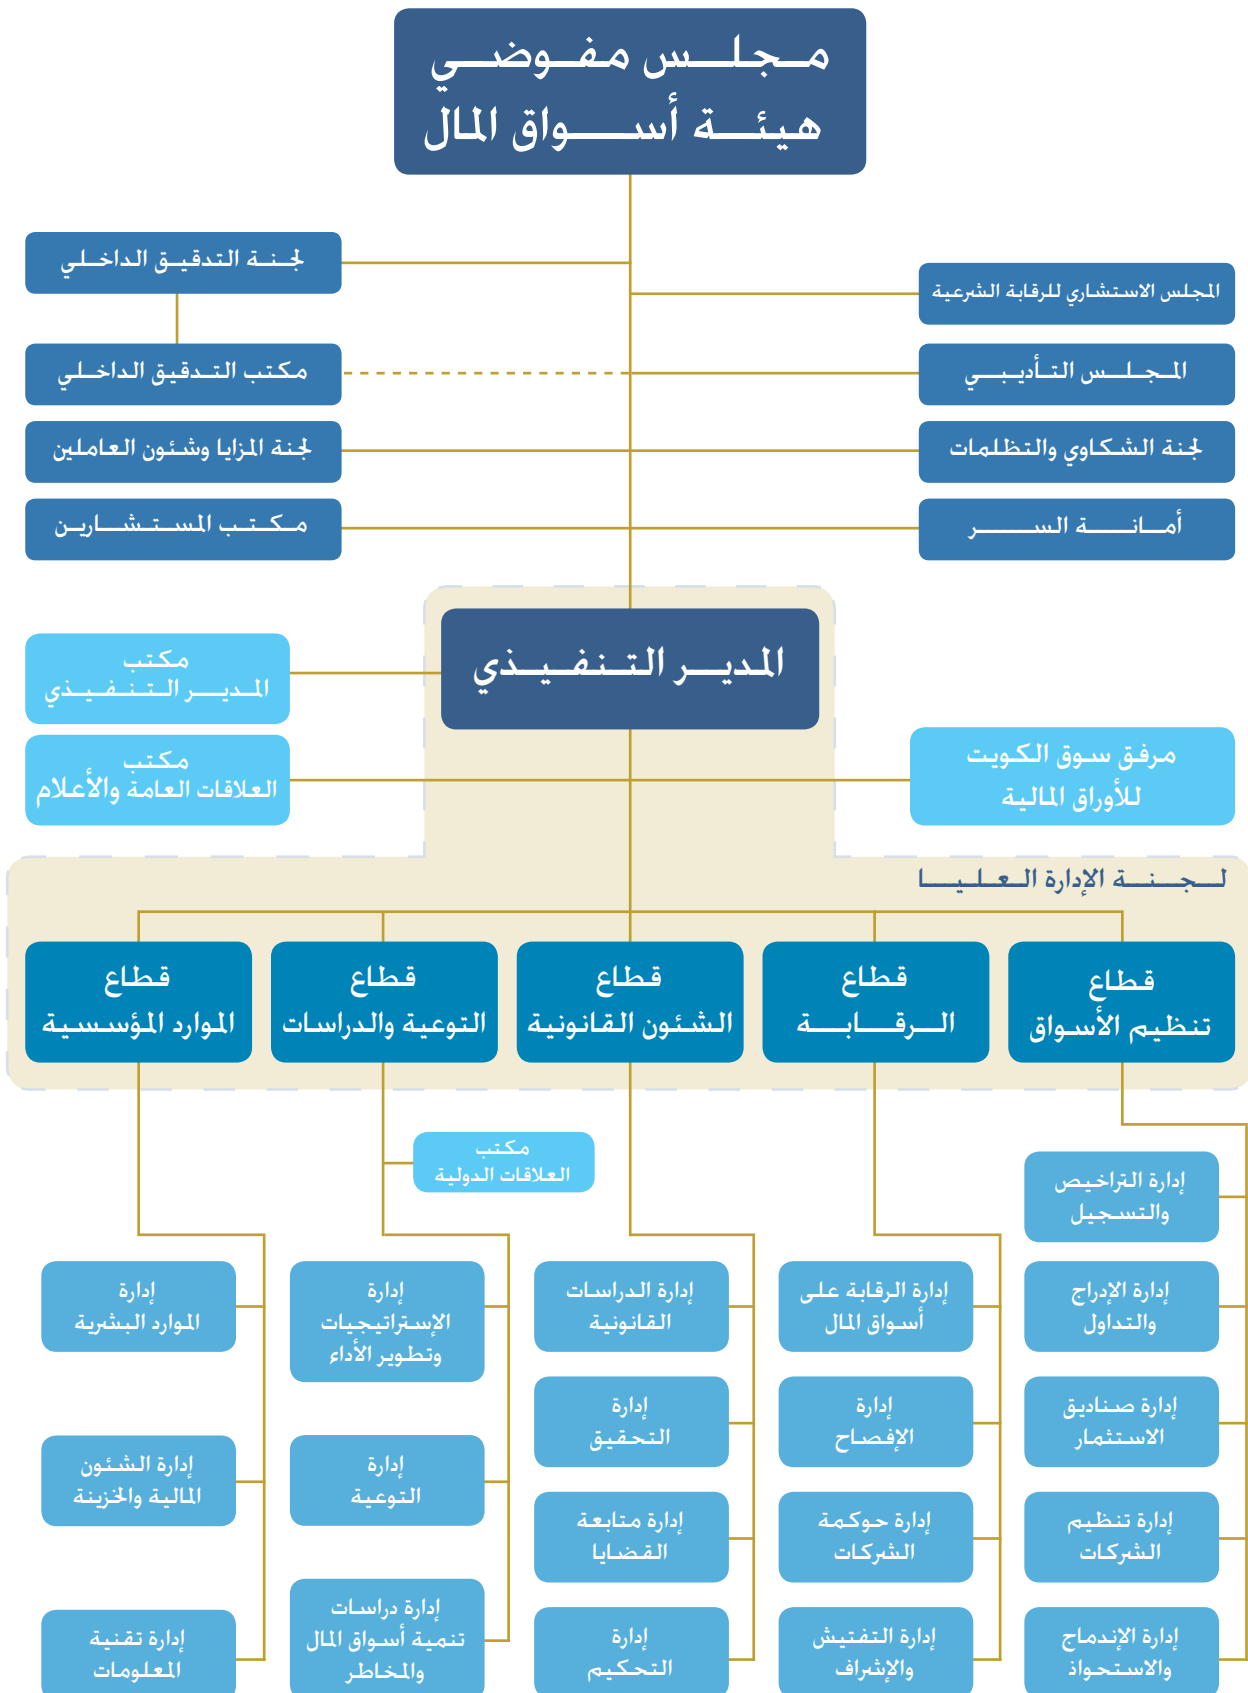 مجلس مفوضي
هيئة أسواق المال
لجنة التدقيق الداخلي
المجلس الاستشاري للرقابة الشرعية
مكتب التدقيق الداخلي
المجلس التأديبي
لجنة المزايا وشئون العاملين
لجنة الشكاوي والتظلمات
مكتب المستشارين
أمانة السر
المدير التنفيذي
مكتب
المدير التنفيذي
مرفق سوق الكويت
للأوراق المالية
مكتب
العلاقات العامة والأعلام
لجنة الإدارة العليا
قطاع
تنظيم الأسواق
قطاع
الرقابة
قطاع
الشئون القانونية
قطاع
التوعية والدراسات
قطاع
الموارد المؤسسية
مكتب
العلاقات الدولية
إدارة التراخيص
والتسجيل
إدارة الإدراج
والتداول
إدارة صناديق
الاستثمار
إدارة تنظيم
الشركات
إدارة الإندماج
والاستحواذ
إدارة الرقابة على
أسواق المال
إدارة
الإفصاح
إدارة حوكمة
الشركات
إدارة التفتيش
والإشراف
إدارة الدراسات
القانونية
إدارة
التحقيق
إدارة متابعة
القضايا
إدارة
التحكيم
إدارة
الإستراتيجيات
وتطوير الأداء
إدارة
التوعية
إدارة دراسات
تنمية أسواق المال
والمخاطر
إدارة
الموارد البشرية
إدارة الشئون
المالية والخزينة
إدارة تقنية
المعلومات